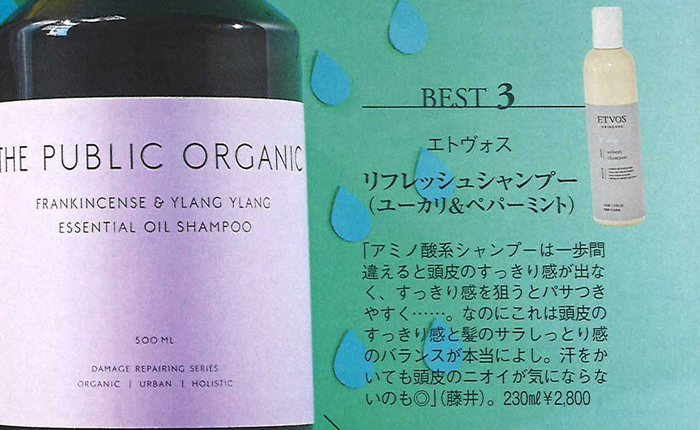 THE PUBLIC ORGANIC
FRANKINCENSE & YLANG YLANG
ESSENTIAL OIL SHAMPOO
500 ML
DAMAGE REPAIRING SERIES
ORGANIC | URBAN | HOLISTIC
BEST 3
エトヴォス
リフレッシュシャンプー
(ユーカリ&ペパーミント)
「アミノ酸系シャンプーは一歩間
違えると頭皮のすっきり感が出な
く、すっきり感を狙うとパサつき
やすく……。なのにこれは頭皮の
すっきり感と髪のサラしっとり感
のバランスが本当によし。汗をか
いても頭皮のニオイが気にならな
いのも◎」(藤井)。230㎖¥2,800
ETVOS
SKINCARE
refresh
shampoo